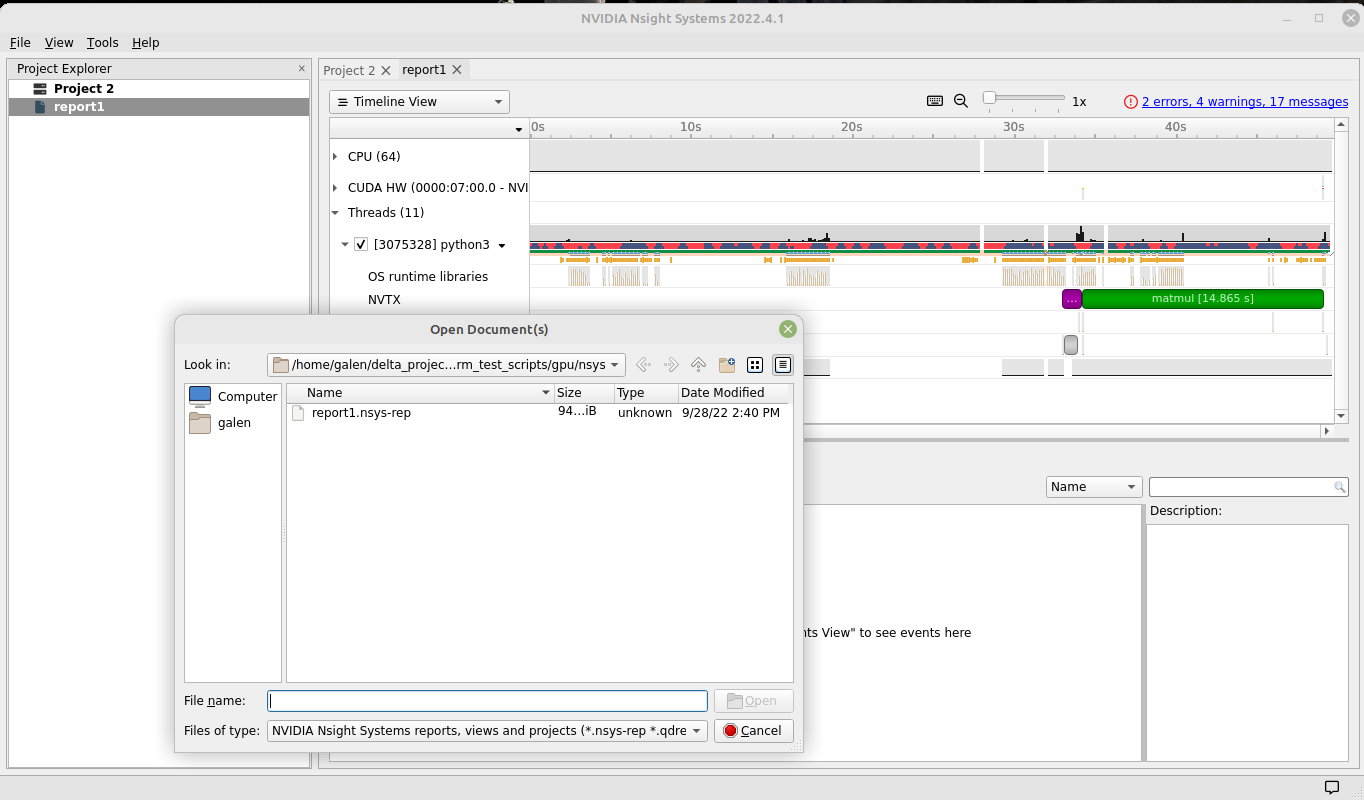 NVIDIA Nsight Systems 2022.4.1
File View Tools Help
Project Explorer
Project 2
report1
Project 2 report1
Timeline View
1x
2 errors, 4 warnings, 17 messages
0s 10s 20s 30s 40s
CPU (64)
CUDA HW (0000:07:00.0 - NVI
Threads (11)
[3075328] python3
OS runtime libraries
NVTX
... matmul [14.865 s]
Open Document(s)
Look in: /home/galen/delta_projec...rm_test_scripts/gpu/nsys
Computer
galen
Name Size Type Date Modified
report1.nsys-rep 94...iB unknown 9/28/22 2:40 PM
File name: Open
Files of type: NVIDIA Nsight Systems reports, views and projects (*.nsys-rep *.qdre Cancel
Name
Description:
nts View" to see events here